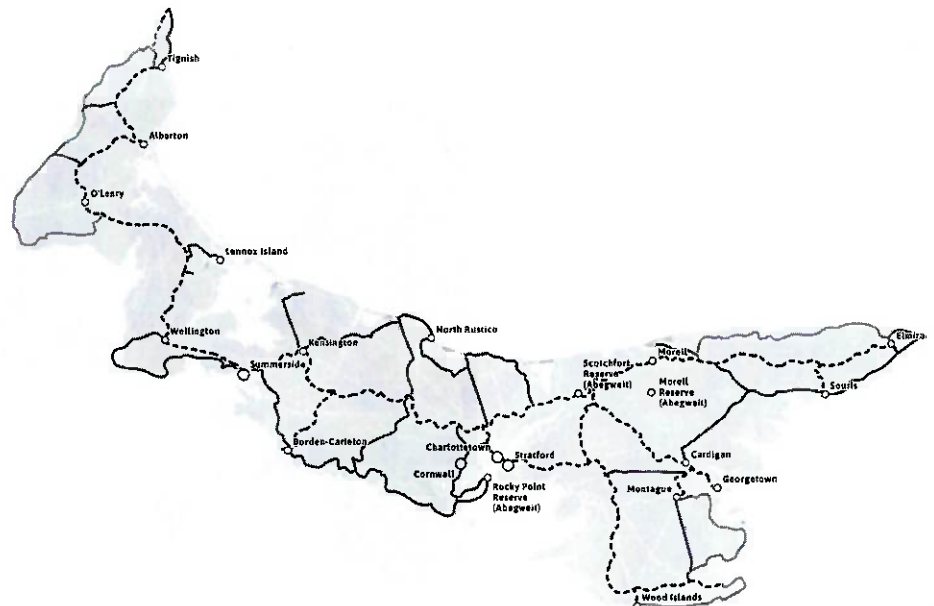 Tignish
Alberton
O'Leary
Lennox Island
Wellington
Summerside
Kensington
North Rustico
Borden-Carleton
Charlottetown
Cornwall
Stratford
Rocky Point
Reserve
(Abegweit)
Scotchfort
Reserve
(Abegweit)
Morell
Morell
Reserve
(Abegweit)
Elmira
Souris
Cardigan
Georgetown
Montague
Wood Islands